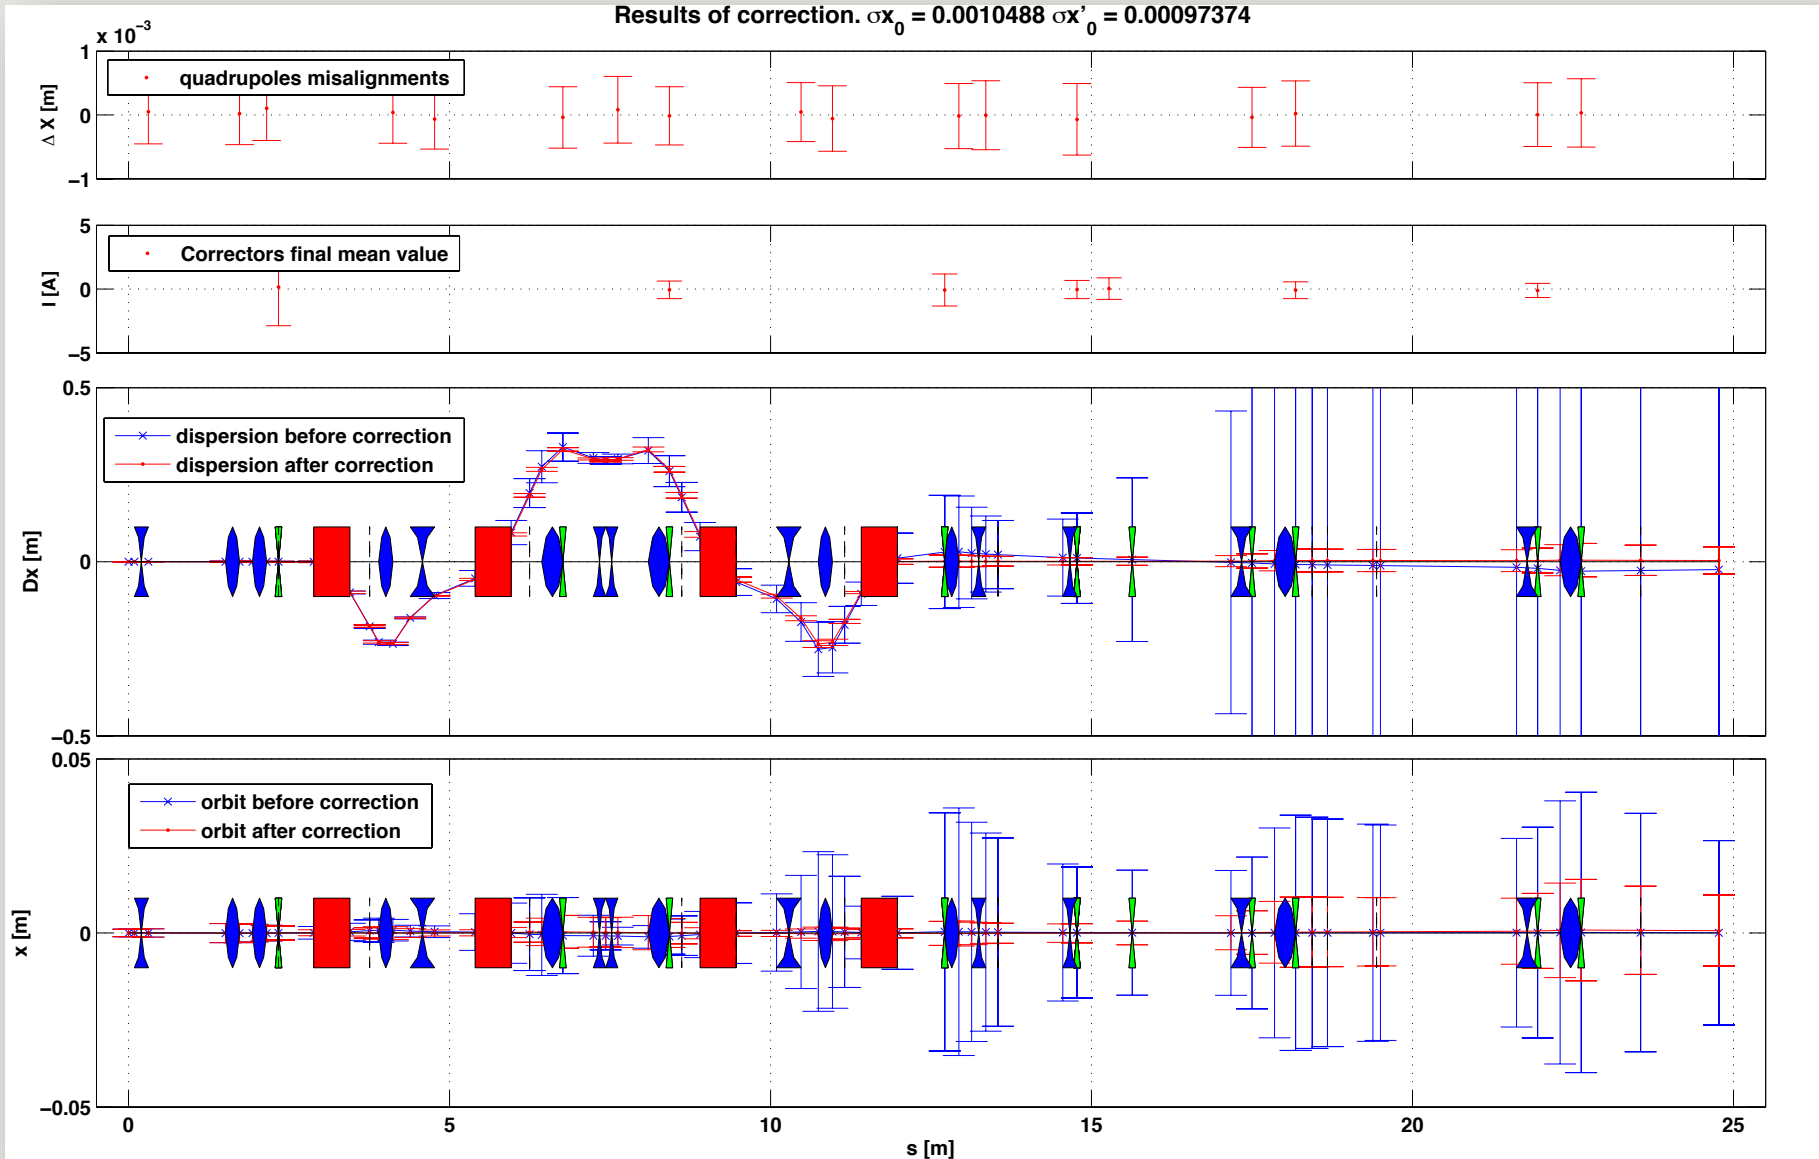 Results of correction. σx0 = 0.0010488 σx'0 = 0.00097374
x 10−3
1
0
−1
Δ X [m]
quadrupoles misalignments
5
0
−5
I [A]
Correctors final mean value
0.5
0
−0.5
Dx [m]
dispersion before correction
dispersion after correction
0.05
0
−0.05
x [m]
orbit before correction
orbit after correction
0 5 10 15 20 25
s [m]